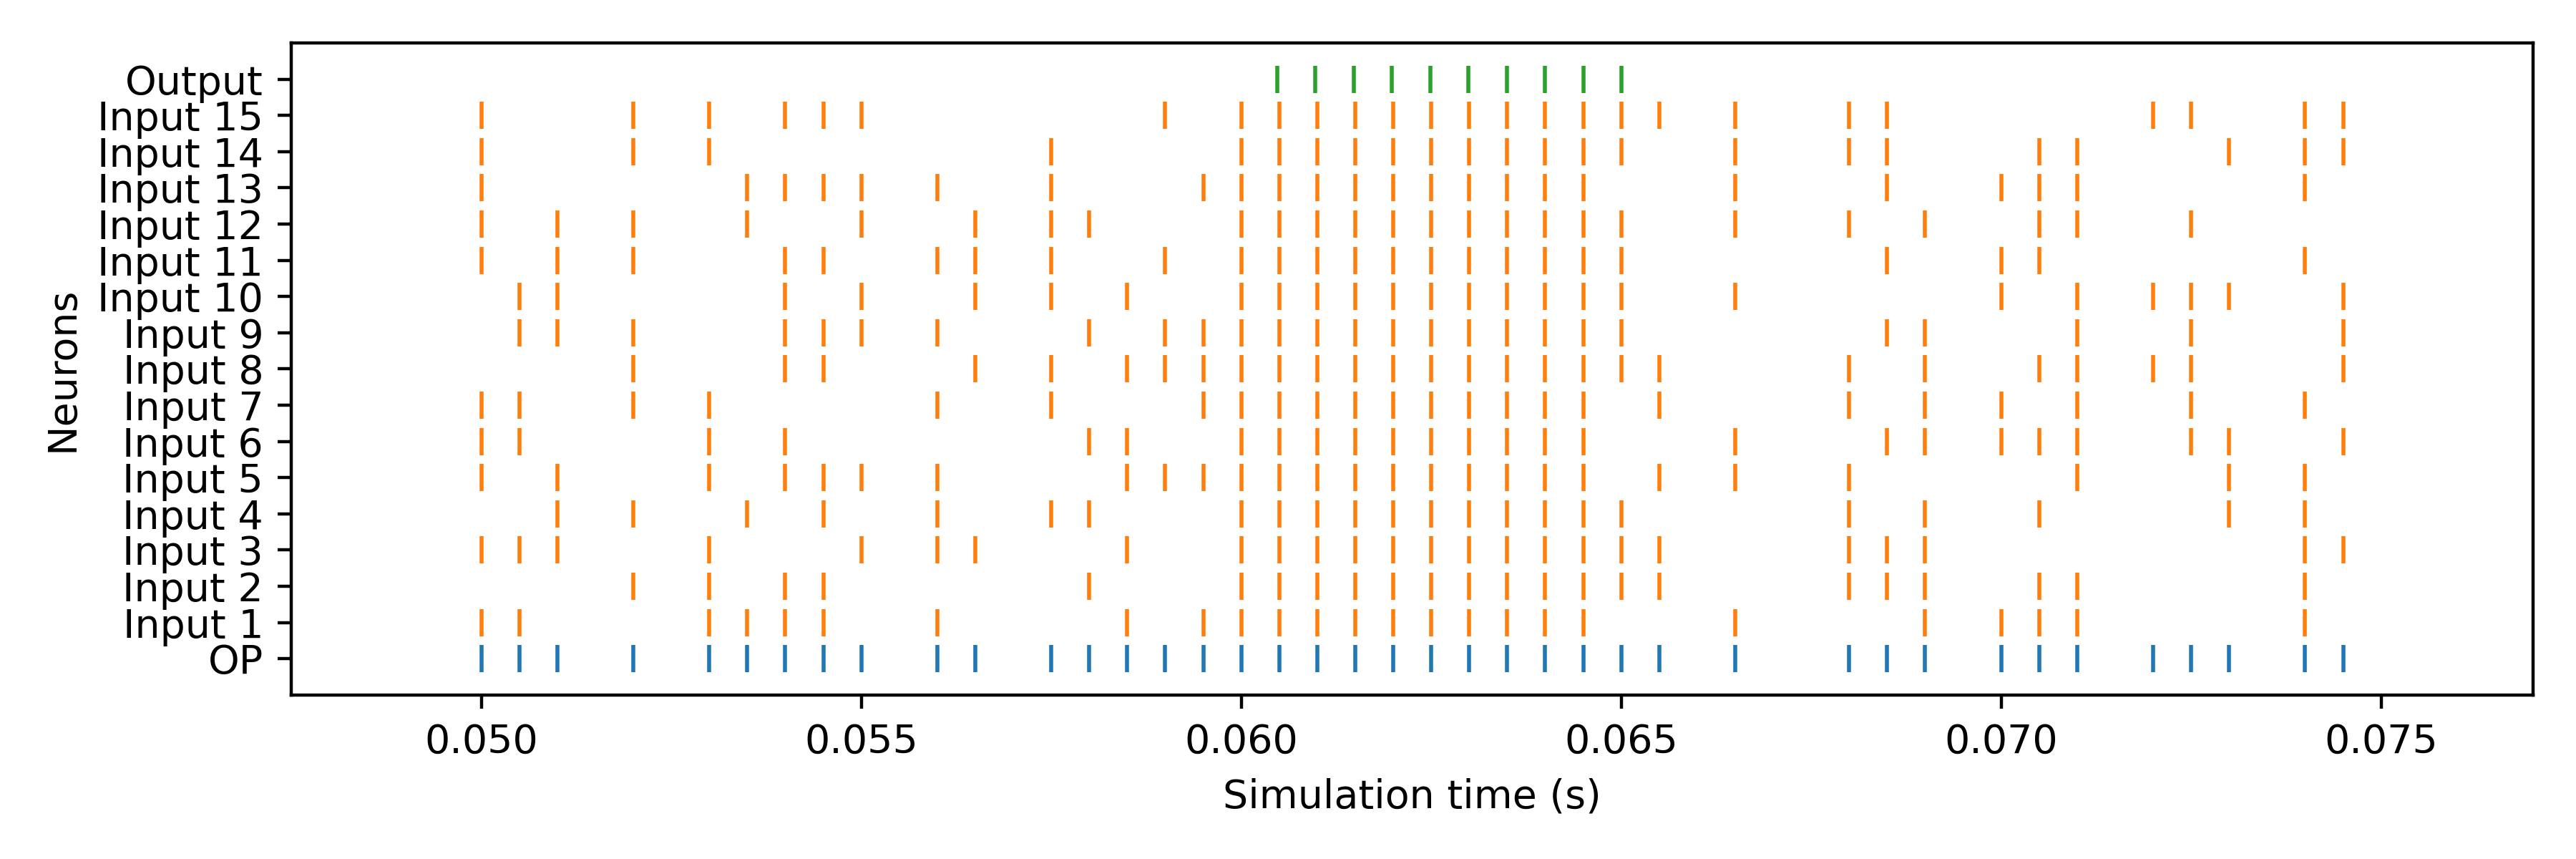 Output
Input 15
Input 14
Input 13
Input 12
Input 11
Input 10
Input 9
Input 8
Input 7
Input 6
Input 5
Input 4
Input 3
Input 2
Input 1
OP
Neurons
0.050 0.055 0.060 0.065 0.070 0.075
Simulation time (s)